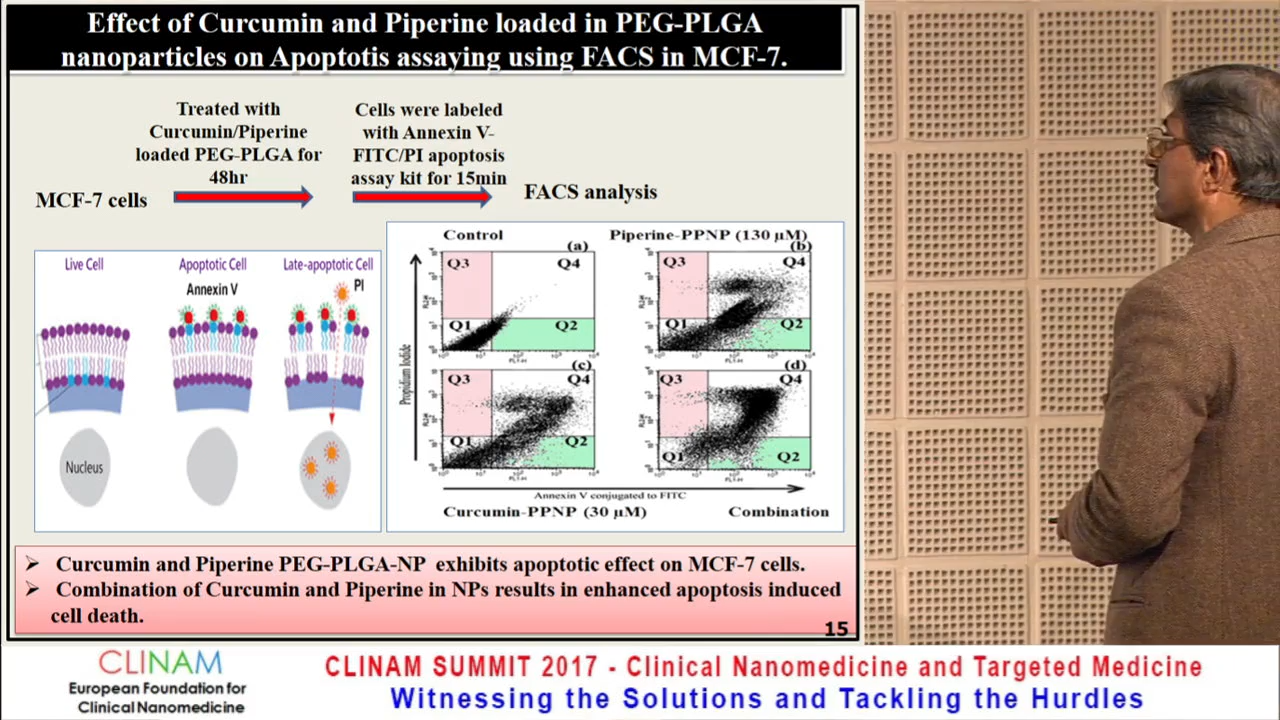 Effect of Curcumin and Piperine loaded in PEG-PLGA
nanoparticles on Apoptotis assaying using FACS in MCF-7.
Treated with
Curcumin/Piperine
loaded PEG-PLGA for
48hr
Cells were labeled
with Annexin V-
FITC/PI apoptosis
assay kit for 15min
MCF-7 cells
FACS analysis
Live Cell
Apoptotic Cell
Annexin V
Late-apoptotic Cell
PI
Nucleus
Control
(a)
Q3
Q4
Q1
Q2
Piperine-PPNP (130 µM)
(b)
Q3
Q4
Q1
Q2
(c)
Q3
Q4
Q1
Q2
(d)
Q3
Q4
Q1
Q2
Propidium Iodide
Annexin V conjugated to FITC
Curcumin-PPNP (30 µM)
Combination
➢ Curcumin and Piperine PEG-PLGA-NP exhibits apoptotic effect on MCF-7 cells.
➢ Combination of Curcumin and Piperine in NPs results in enhanced apoptosis induced
cell death.
15
CLINAM
European Foundation for
Clinical Nanomedicine
CLINAM SUMMIT 2017 - Clinical Nanomedicine and Targeted Medicine
Witnessing the Solutions and Tackling the Hurdles